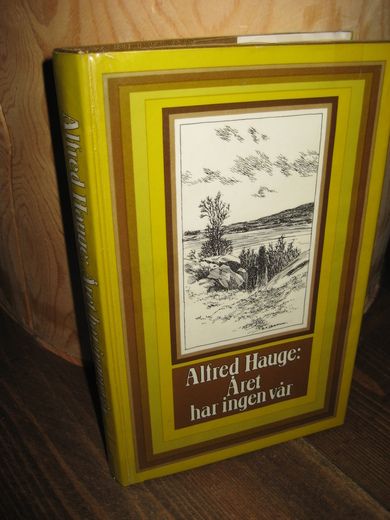 Alfred Hauge:
Året
har ingen vår
Alfred Hauge: Året har ingen vår